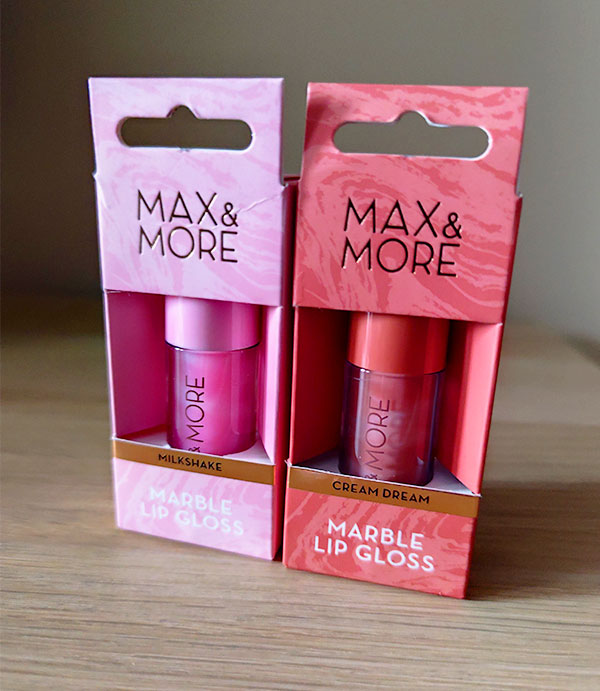 MAX&
MORE
& MORE
MILKSHAKE
MARBLE
LIP GLOSS
MAX&
MORE
& MORE
CREAM DREAM
MARBLE
LIP GLOSS